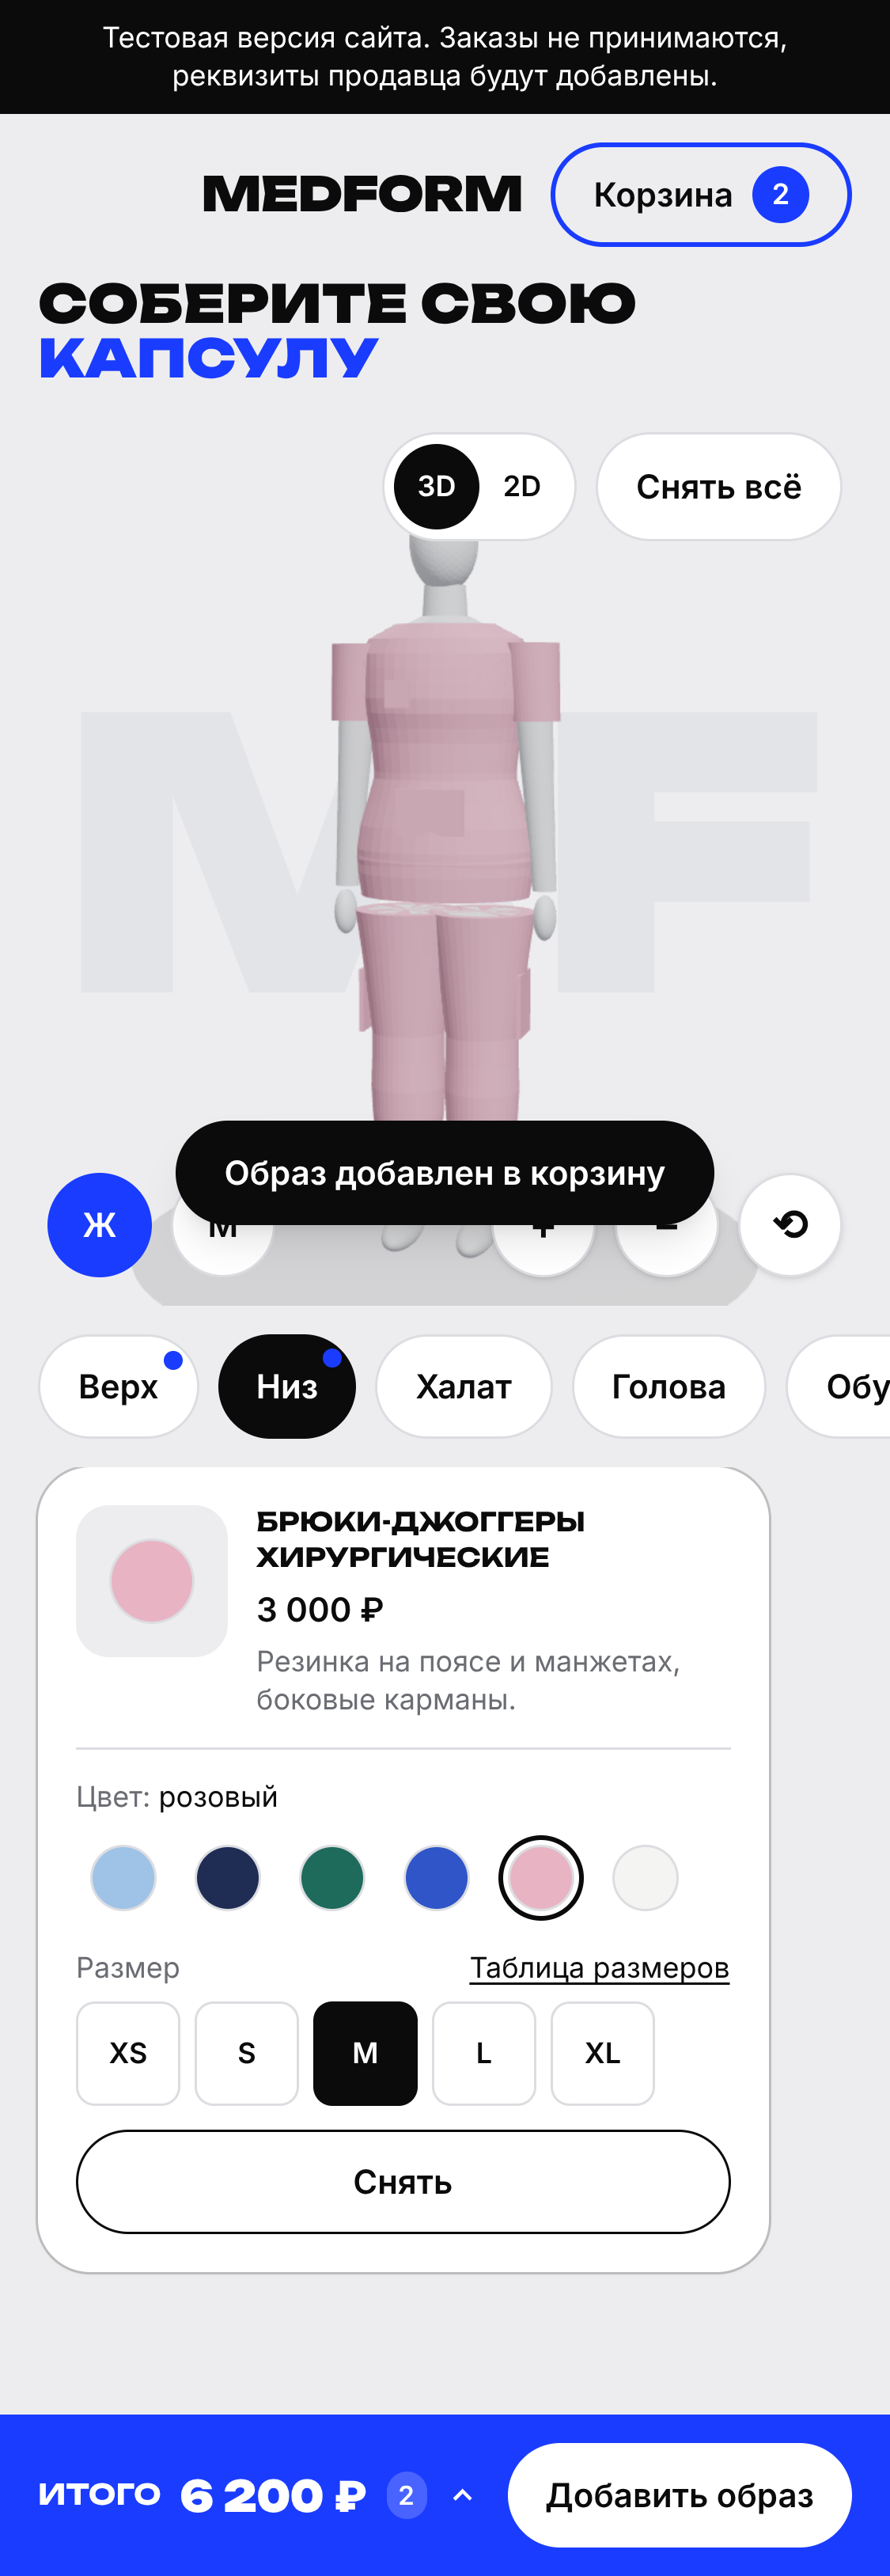 Тестовая версия сайта. Заказы не принимаются,
реквизиты продавца будут добавлены.
MEDFORM
Корзина 2
СОБЕРИТЕ СВОЮ
КАПСУЛУ
3D 2D Снять всё
M F
Образ добавлен в корзину
Ж М + − ⟲
Верх Низ Халат Голова Обу
БРЮКИ-ДЖОГГЕРЫ
ХИРУРГИЧЕСКИЕ
3 000 ₽
Резинка на поясе и манжетах,
боковые карманы.
Цвет: розовый
Размер Таблица размеров
XS S M L XL
Снять
ИТОГО 6 200 ₽ 2 Добавить образ